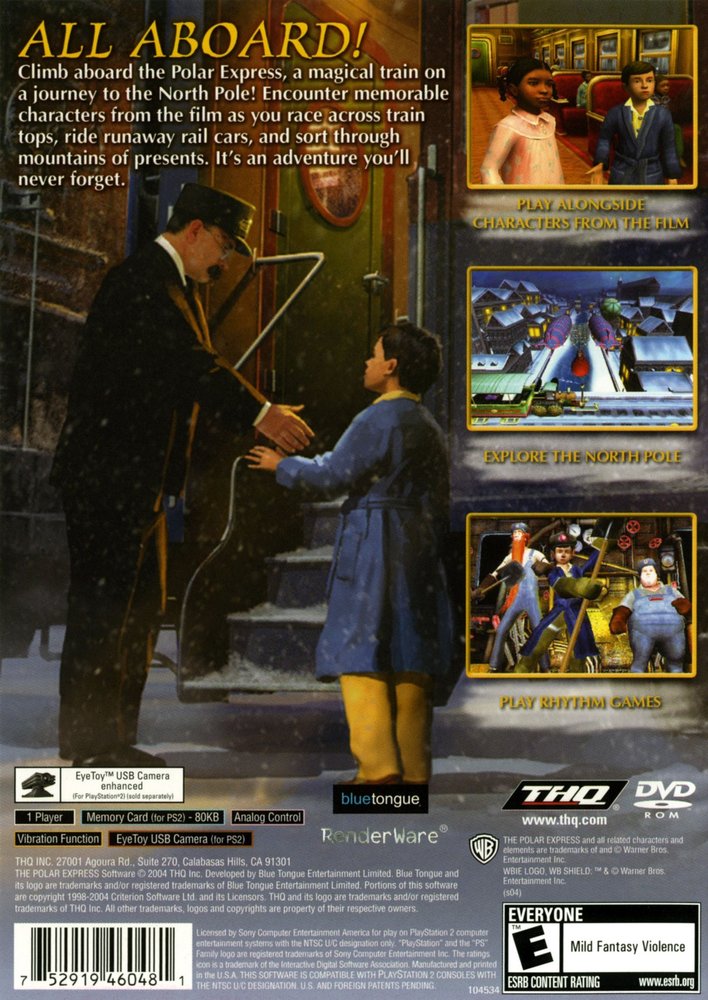 ALL ABOARD!
Climb aboard the Polar Express, a magical train on
a journey to the North Pole! Encounter memorable
characters from the film as you race across train
tops, ride runaway rail cars, and sort through
mountains of presents. It's an adventure you'll
never forget.
PLAY ALONGSIDE
CHARACTERS FROM THE FILM
EXPLORE THE NORTH POLE
PLAY RHYTHM GAMES
EyeToy™ USB Camera
enhanced
(For PlayStation®2) (sold separately)
1 Player
Memory Card (for PS2) - 80KB
Analog Control
Vibration Function
EyeToy USB Camera (for PS2)
bluetongue
RenderWare®
THQ®
www.thq.com
DVD
ROM
THQ INC. 27001 Agoura Rd., Suite 270, Calabasas Hills, CA 91301
THE POLAR EXPRESS Software © 2004 THQ Inc. Developed by Blue Tongue Entertainment Limited. Blue Tongue and
its logo are trademarks and/or registered trademarks of Blue Tongue Entertainment Limited. Portions of this software
are copyright 1998-2004 Criterion Software Ltd. and its Licensors. THQ and its logo are trademarks and/or registered
trademarks of THQ Inc. All other trademarks, logos and copyrights are property of their respective owners.
WB
THE POLAR EXPRESS and all related characters and
elements are trademarks of and © Warner Bros.
Entertainment Inc.
WBIE LOGO, WB SHIELD: ™ & © Warner Bros.
Entertainment Inc.
(s04)
7 52919 46048 1
Licensed by Sony Computer Entertainment America for play on PlayStation 2 computer
entertainment systems with the NTSC U/C designation only. "PlayStation" and the "PS"
Family logo are registered trademarks of Sony Computer Entertainment Inc. The ratings
icon is a trademark of the Interactive Digital Software Association. Manufactured and printed
in the U.S.A. THIS SOFTWARE IS COMPATIBLE WITH PLAYSTATION 2 CONSOLES WITH
THE NTSC U/C DESIGNATION. U.S. AND FOREIGN PATENTS PENDING.
104534
EVERYONE
E
Mild Fantasy Violence
ESRB CONTENT RATING
www.esrb.org